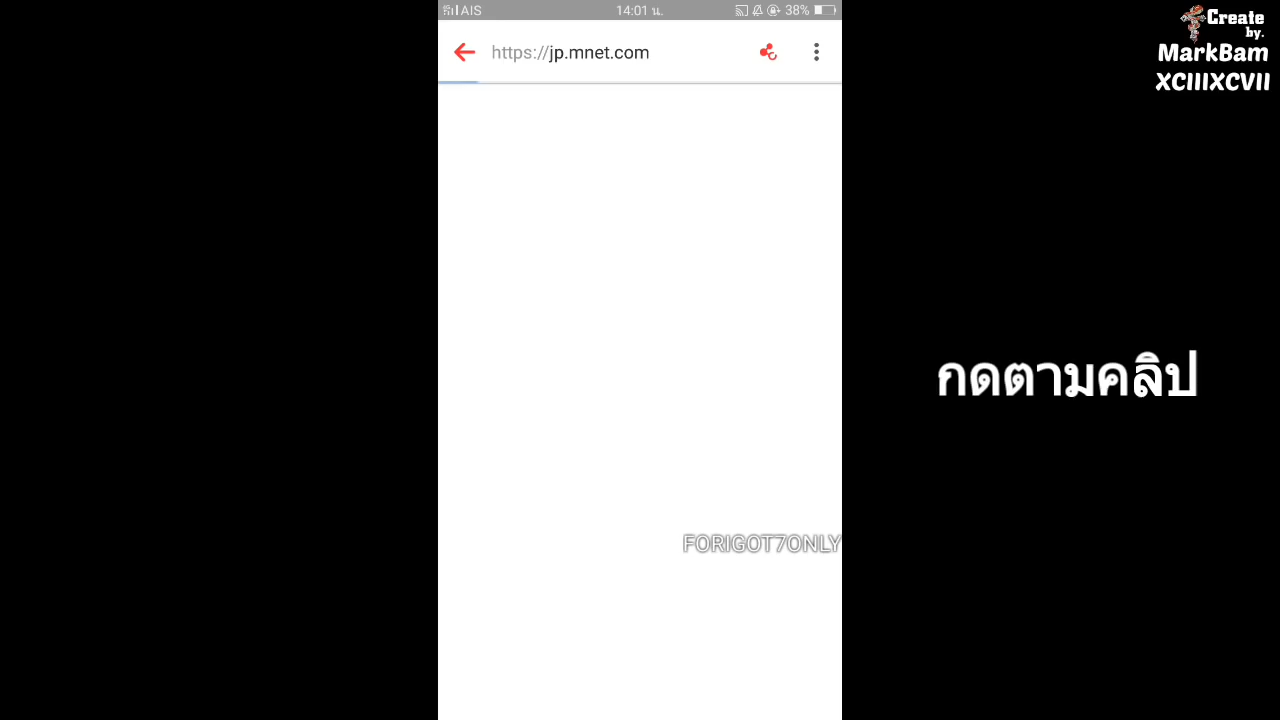 AIS 14:01 น. 38%
https://jp.mnet.com
Create
by.
MarkBam
XCIIIXCVII
กดตามคลิป
FORIGOT7ONLY